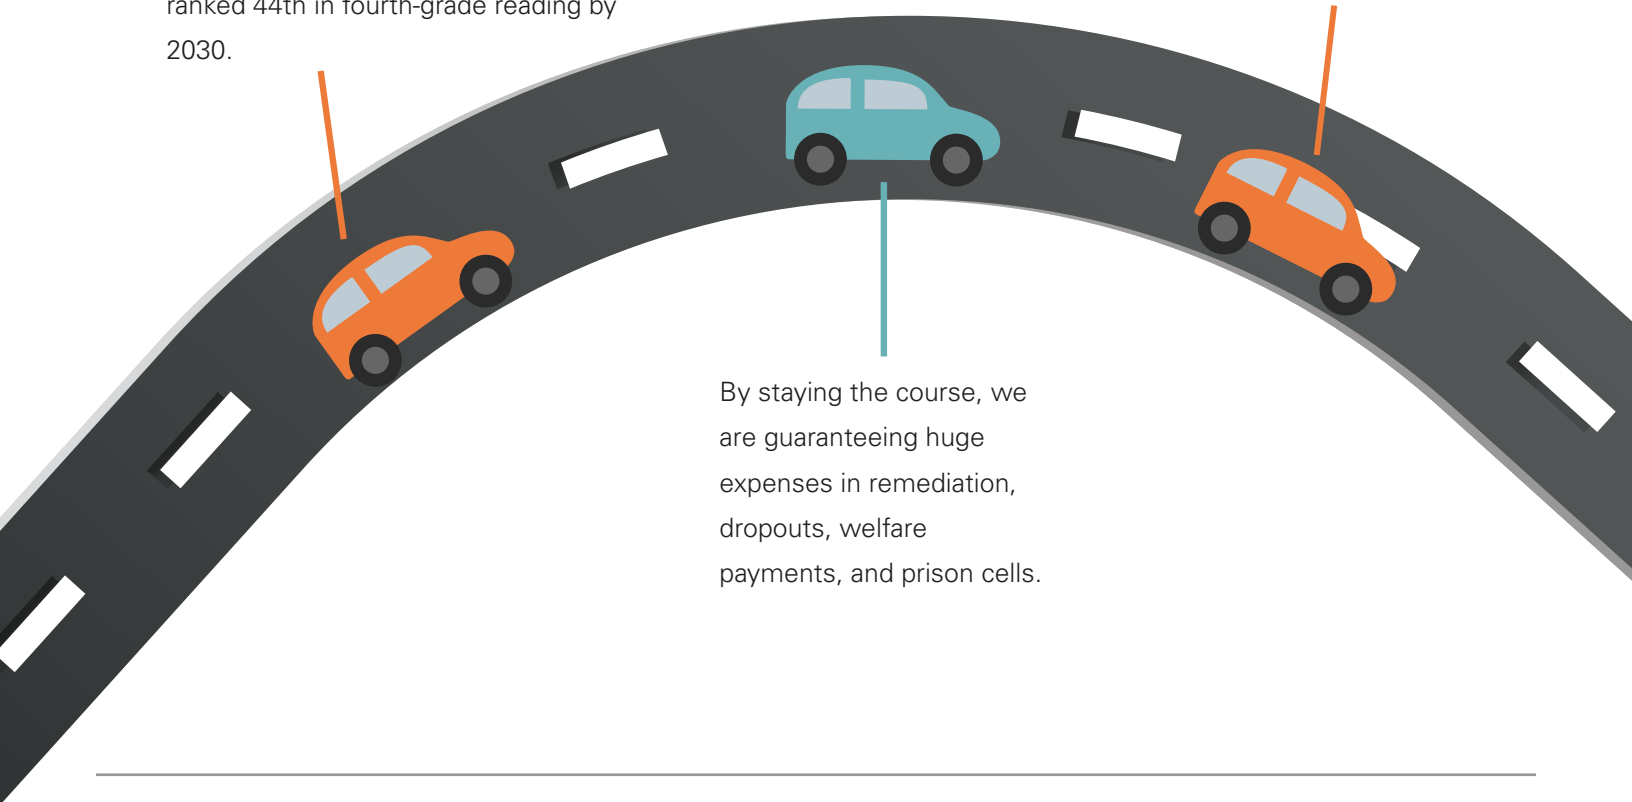 ranked 44th in fourth-grade reading by
2030.
By staying the course, we
are guaranteeing huge
expenses in remediation,
dropouts, welfare
payments, and prison cells.